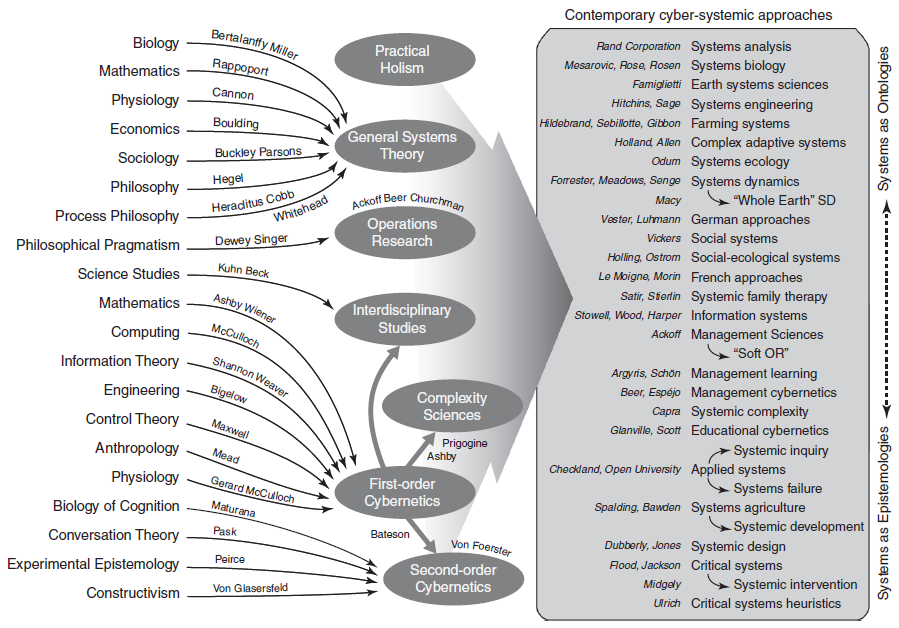 Contemporary cyber-systemic approaches
Biology
Bertalanffy Miller
Mathematics
Rappoport
Physiology
Cannon
Economics
Boulding
Sociology
Buckley Parsons
Philosophy
Hegel
Process Philosophy
Heraclitus Cobb
Whitehead
Philosophical Pragmatism
Dewey Singer
Science Studies
Kuhn Beck
Mathematics
Ashby Wiener
Computing
McCulloch
Information Theory
Shannon Weaver
Engineering
Bigelow
Control Theory
Maxwell
Anthropology
Mead
Physiology
Gerard McCulloch
Biology of Cognition
Maturana
Conversation Theory
Pask
Experimental Epistemology
Peirce
Constructivism
Von Glasersfeld
Practical
Holism
General Systems
Theory
Ackoff Beer Churchman
Operations
Research
Interdisciplinary
Studies
Complexity
Sciences
Prigogine
Ashby
First-order
Cybernetics
Bateson
Von Foerster
Second-order
Cybernetics
Rand Corporation Systems analysis
Mesarovic, Rose, Rosen Systems biology
Famiglietti Earth systems sciences
Hitchins, Sage Systems engineering
Hildebrand, Sebillotte, Gibbon Farming systems
Holland, Allen Complex adaptive systems
Odum Systems ecology
Forrester, Meadows, Senge Systems dynamics
Macy “Whole Earth” SD
Vester, Luhmann German approaches
Vickers Social systems
Holling, Ostrom Social-ecological systems
Le Moigne, Morin French approaches
Satir, Stierlin Systemic family therapy
Stowell, Wood, Harper Information systems
Ackoff Management Sciences
“Soft OR”
Argyris, Schön Management learning
Beer, Espéjo Management cybernetics
Capra Systemic complexity
Glanville, Scott Educational cybernetics
Systemic inquiry
Checkland, Open University Applied systems
Systems failure
Spalding, Bawden Systems agriculture
Systemic development
Dubberly, Jones Systemic design
Flood, Jackson Critical systems
Midgely Systemic intervention
Ulrich Critical systems heuristics
Systems as Ontologies
Systems as Epistemologies